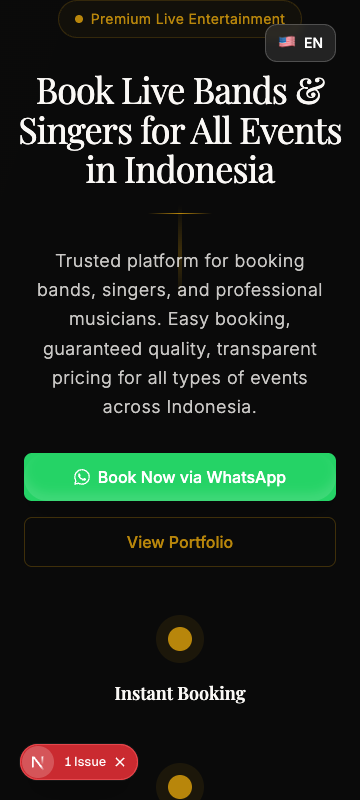 Premium Live Entertainment
EN
Book Live Bands &
Singers for All Events
in Indonesia
Trusted platform for booking
bands, singers, and professional
musicians. Easy booking,
guaranteed quality, transparent
pricing for all types of events
across Indonesia.
Book Now via WhatsApp
View Portfolio
Instant Booking
N 1 Issue